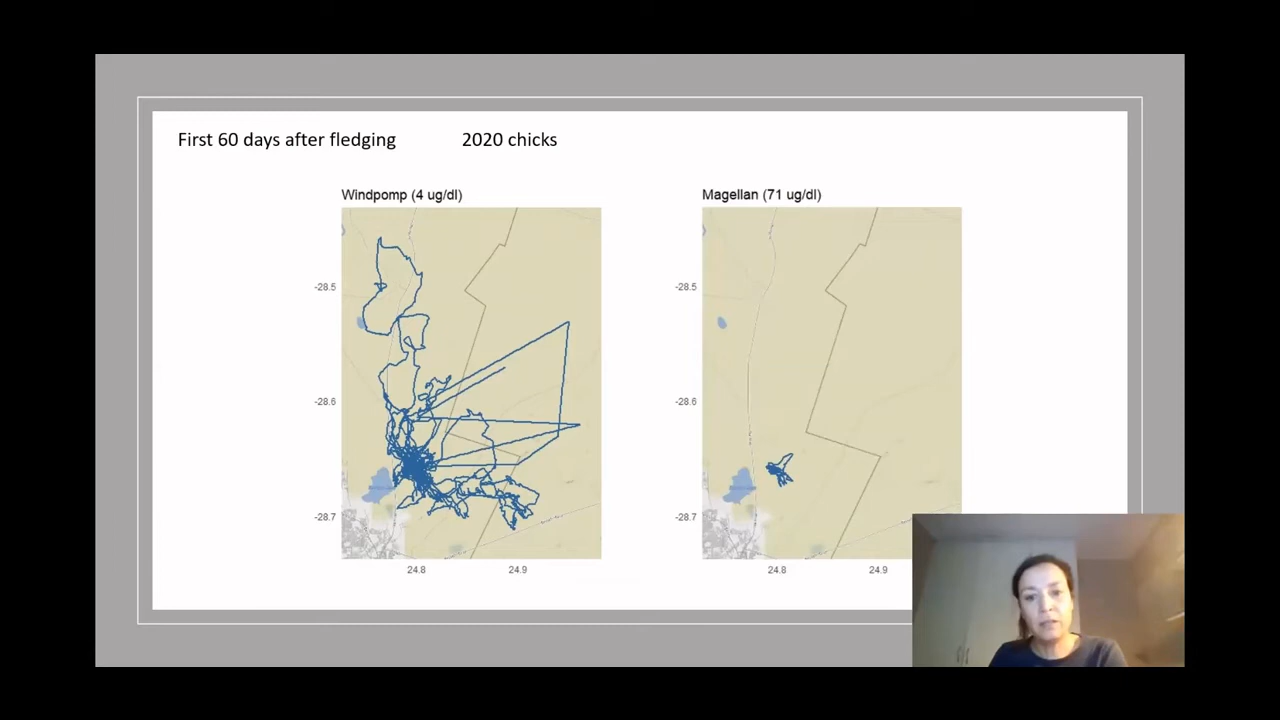 First 60 days after fledging 2020 chicks
Windpomp (4 ug/dl)
-28.5
-28.6
-28.7
24.8 24.9
Magellan (71 ug/dl)
-28.5
-28.6
-28.7
24.8 24.9